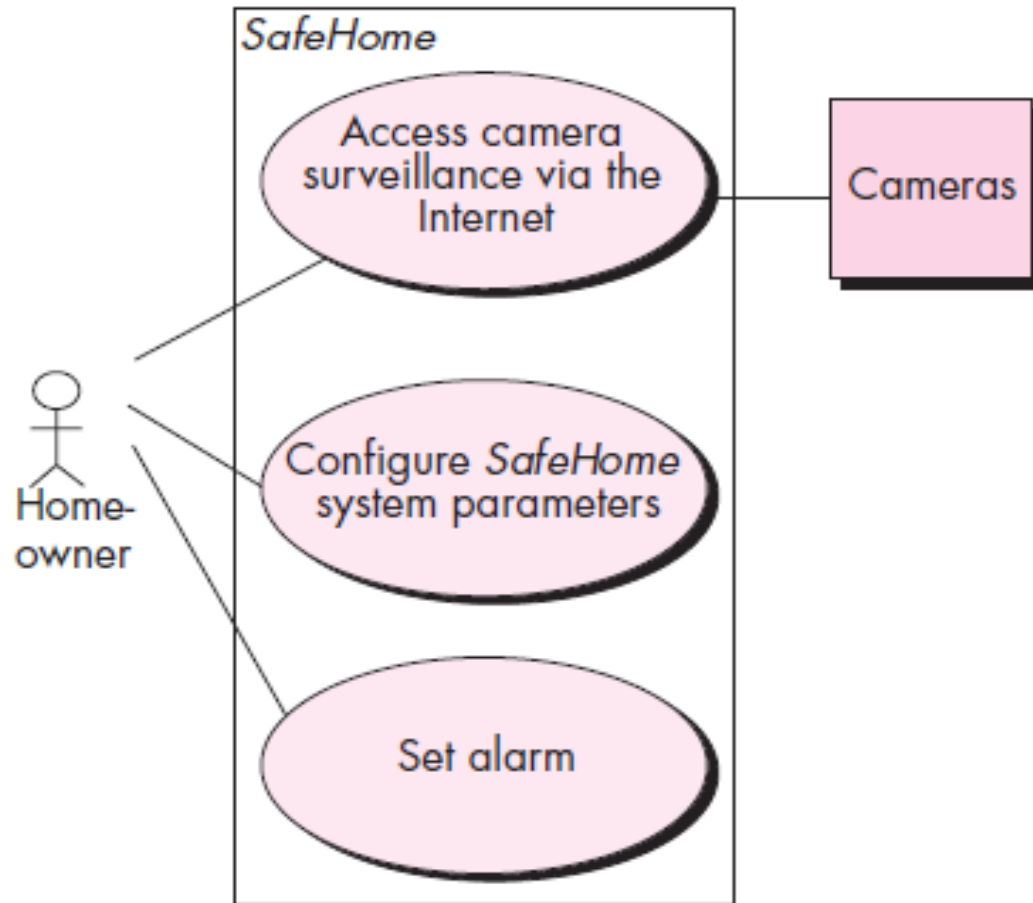 SafeHome
Access camera
surveillance via the
Internet
Cameras
Configure SafeHome
system parameters
Home-
owner
Set alarm